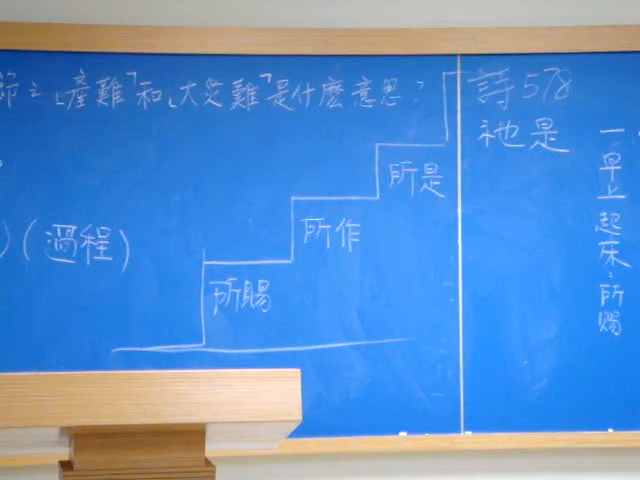 節之「產難」和「大災難」是什麼意思?
(過程)
所是
所作
所賜
詩578
祂是
一早上起床:所賜